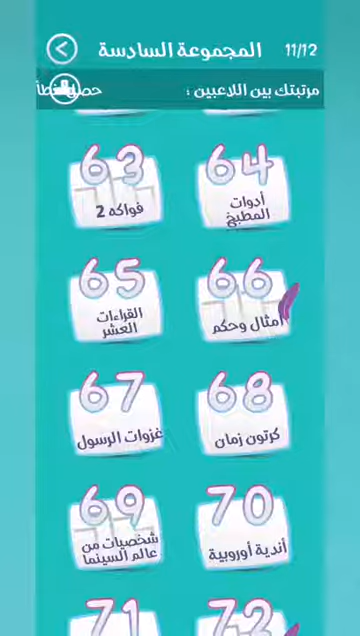 المجموعة السادسة 11/12
مرتبتك بين اللاعبين :
64
أدوات
المطبخ
63
فواكه 2
66
أمثال وحكم
65
القراءات
العشر
68
كرتون زمان
67
غزوات الرسول
70
أندية أوروبية
69
شخصيات من
عالم السينما
72
71